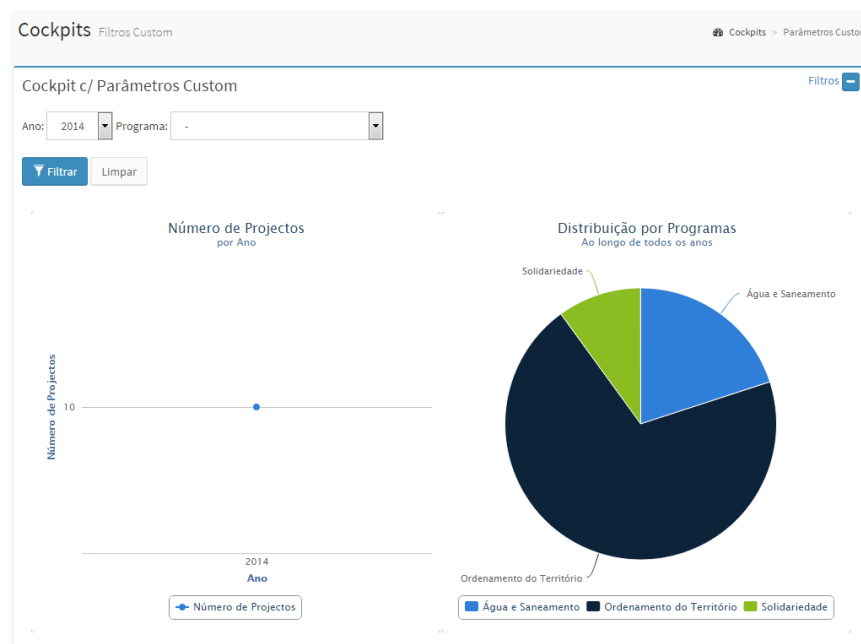 Cockpits Filtros Custom
Cockpits > Parâmetros Custo
Cockpit c/ Parâmetros Custom
Filtros
Ano: 2014 Programa: -
Filtrar Limpar
Número de Projectos
por Ano
Número de Projectos
10
2014
Ano
Número de Projectos
Distribuição por Programas
Ao longo de todos os anos
Solidariedade
Água e Saneamento
Ordenamento do Território
Água e Saneamento Ordenamento do Território Solidariedade